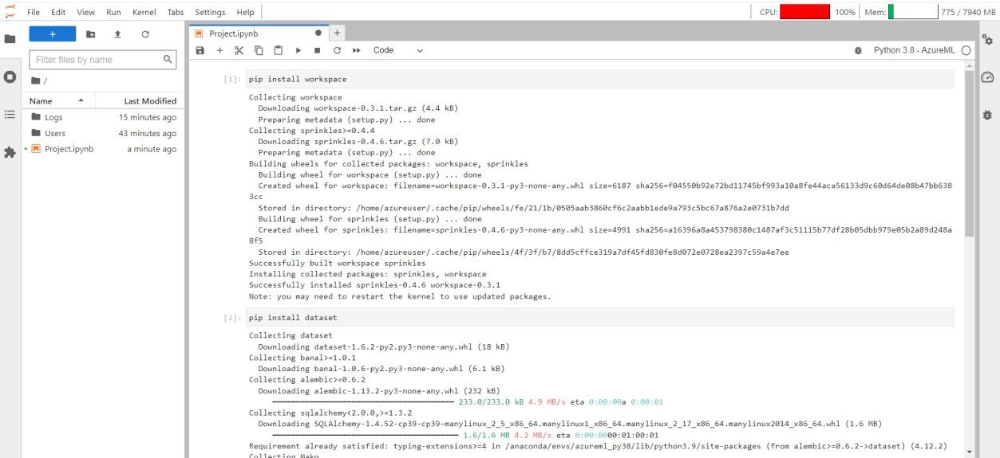 File Edit View Run Kernel Tabs Settings Help
CPU: 100% Mem: 775 / 7940 MB
Filter files by name
/
Name Last Modified
Logs 15 minutes ago
Users 43 minutes ago
Project.ipynb a minute ago
Project.ipynb
Code
Python 3.8 - AzureML
[1]: pip install workspace
Collecting workspace
Downloading workspace-0.3.1.tar.gz (4.4 kB)
Preparing metadata (setup.py) ... done
Collecting sprinkles>=0.4.4
Downloading sprinkles-0.4.6.tar.gz (7.0 kB)
Preparing metadata (setup.py) ... done
Building wheels for collected packages: workspace, sprinkles
Building wheel for workspace (setup.py) ... done
Created wheel for workspace: filename=workspace-0.3.1-py3-none-any.whl size=6187 sha256=f04550b92e72bd11745bf993a10a8fe44aca56133d9c60d64de08b47bb638
3cc
Stored in directory: /home/azureuser/.cache/pip/wheels/fe/21/1b/0505aab3860cf6c2aabb1ede9a793c5bc67a876a2e0731b7dd
Building wheel for sprinkles (setup.py) ... done
Created wheel for sprinkles: filename=sprinkles-0.4.6-py3-none-any.whl size=4991 sha256=a16396a8a453798380c1487af3c51115b77df28b05dbb979e05b2a89d248a
8f5
Stored in directory: /home/azureuser/.cache/pip/wheels/4f/3f/b7/8dd5cffce319a7df45fd830fe8d072e0728ea2397c59a4e7ee
Successfully built workspace sprinkles
Installing collected packages: sprinkles, workspace
Successfully installed sprinkles-0.4.6 workspace-0.3.1
Note: you may need to restart the kernel to use updated packages.
[2]: pip install dataset
Collecting dataset
Downloading dataset-1.6.2-py2.py3-none-any.whl (18 kB)
Collecting banal>=1.0.1
Downloading banal-1.0.6-py2.py3-none-any.whl (6.1 kB)
Collecting alembic>=0.6.2
Downloading alembic-1.13.2-py3-none-any.whl (232 kB)
233.0/233.0 kB 4.9 MB/s eta 0:00:00a 0:00:01
Collecting sqlalchemy<2.0.0,>=1.3.2
Downloading SQLAlchemy-1.4.52-cp39-cp39-manylinux_2_5_x86_64.manylinux1_x86_64.manylinux_2_17_x86_64.manylinux2014_x86_64.whl (1.6 MB)
1.6/1.6 MB 4.2 MB/s eta 0:00:0000:01:00:01
Requirement already satisfied: typing-extensions>=4 in /anaconda/envs/azureml_py38/lib/python3.9/site-packages (from alembic>=0.6.2->dataset) (4.12.2)
Collecting Mako